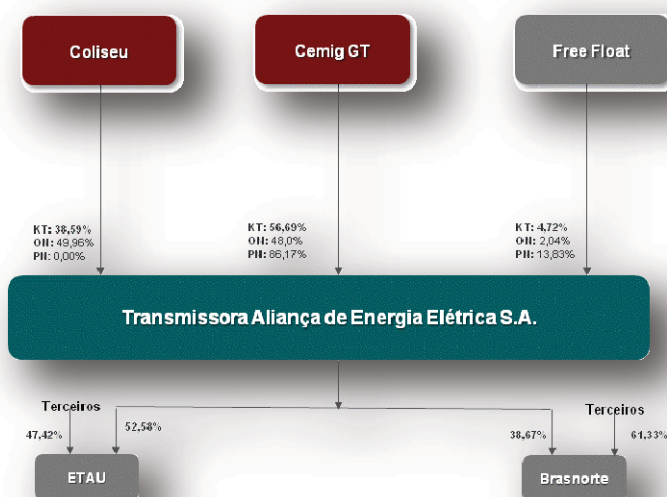 Coliseu
Cemig GT
Free Float
KT: 38,59%
ON: 49,96%
PN: 0,00%
KT: 56,69%
ON: 48,0%
PN: 86,17%
KT: 4,72%
ON: 2,04%
PN: 13,83%
Transmissora Aliança de Energia Elétrica S.A.
Terceiros
47,42%
52,58%
38,67%
Terceiros
61,33%
ETAU
Brasnorte